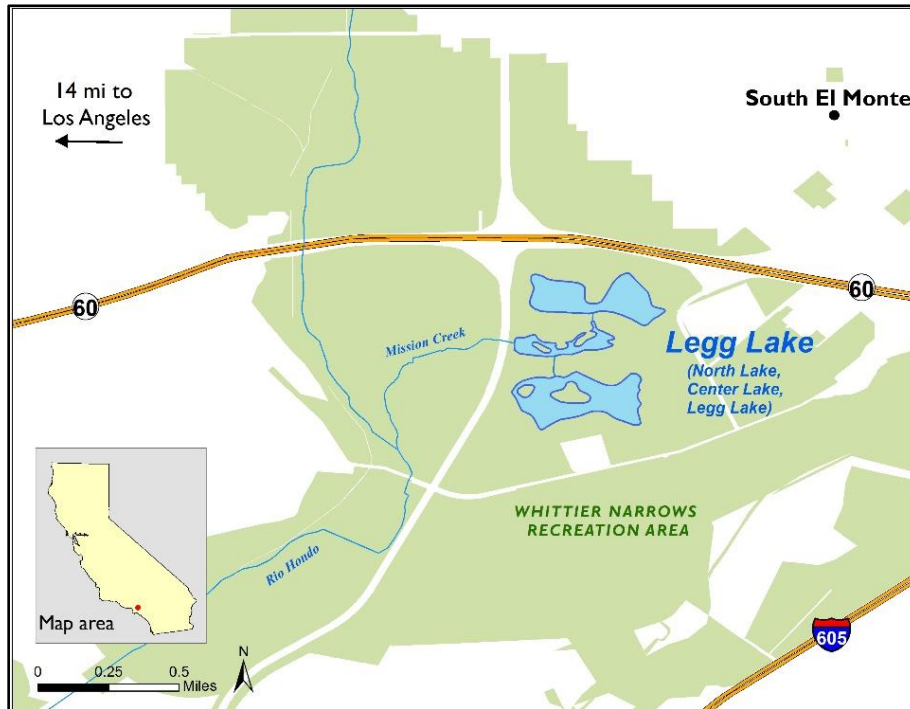 14 mi to
Los Angeles
South El Monte
60
60
Mission Creek
Legg Lake
(North Lake,
Center Lake,
Legg Lake)
WHITTIER NARROWS
RECREATION AREA
Rio Hondo
Map area
605
N
0 0.25 0.5
Miles